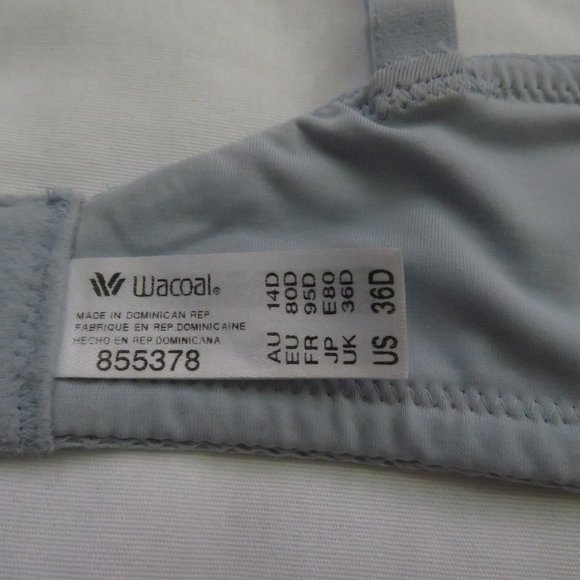 Wacoal®
MADE IN DOMINICAN REP.
FABRIQUE EN REP.DOMINICAINE
HECHO EN REP.DOMINICANA
855378
AU 14D
EU 80D
FR 95D
JP E80
UK 36D
US 36D